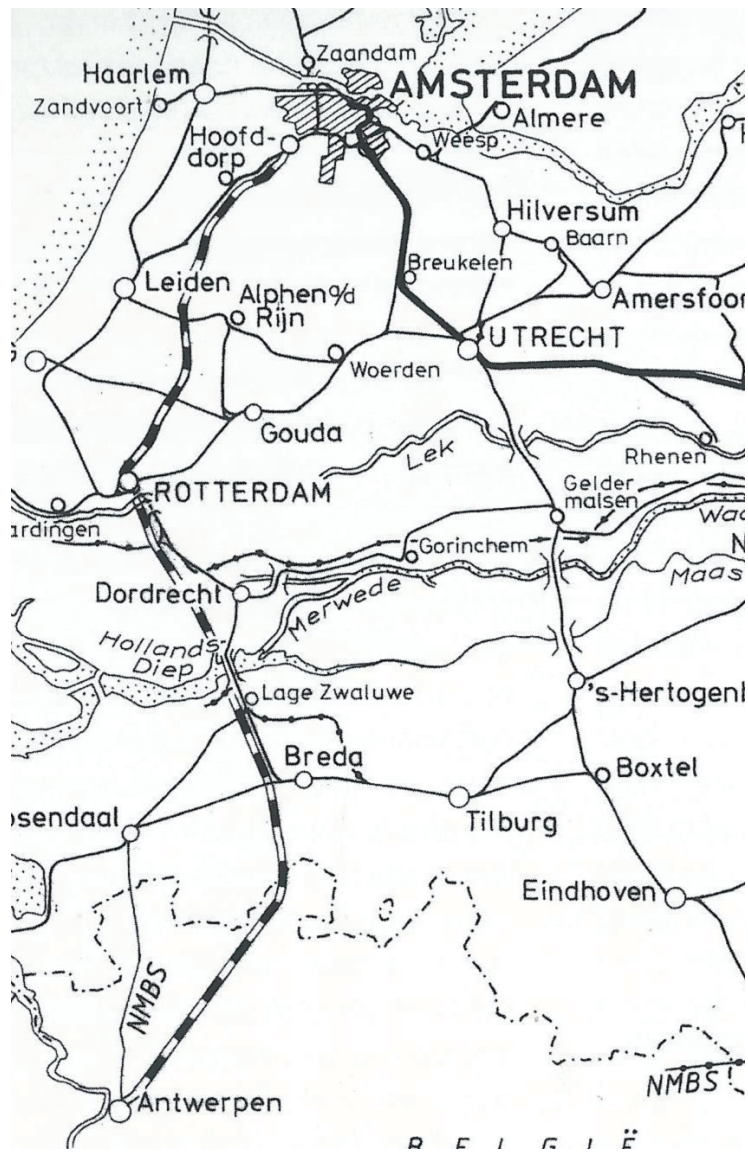 Zaandam
Haarlem
AMSTERDAM
Zandvoort
Almere
Hoofd-
dorp
Weesp
Hilversum
Baarn
Breukelen
Leiden
Alphen a/d
Rijn
Amersfoor
UTRECHT
Woerden
Gouda
Lek
Rhenen
ROTTERDAM
Gelder
malsen
ardingen
Waa
Gorinchem
N
Dordrecht
Merwede
Maas
Hollands
Diep
Lage Zwaluwe
's-Hertogenb
Breda
Boxtel
osendaal
Tilburg
Eindhoven
NMBS
NMBS
Antwerpen
BELGIË